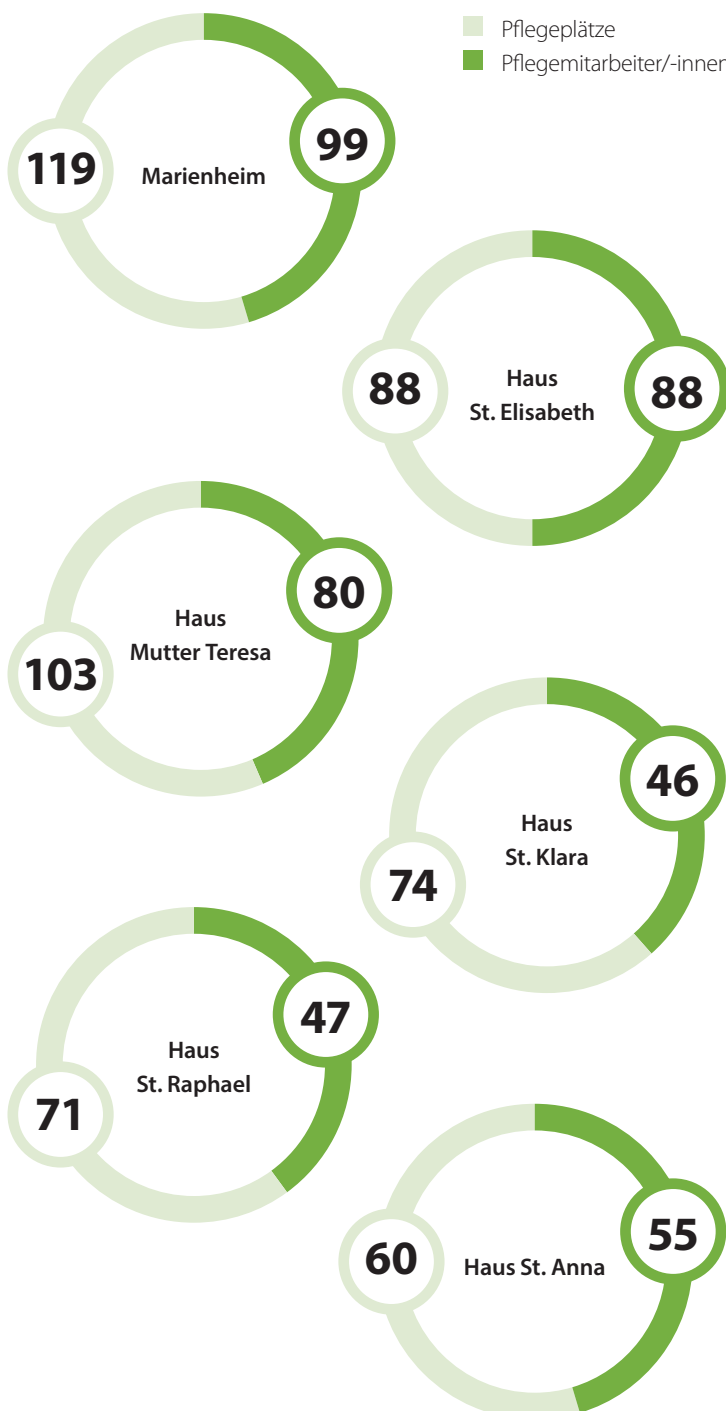 Pflegeplätze
Pflegemitarbeiter/-innen
119
Marienheim
99
88
Haus
St. Elisabeth
88
103
Haus
Mutter Teresa
80
74
Haus
St. Klara
46
71
Haus
St. Raphael
47
60
Haus St. Anna
55